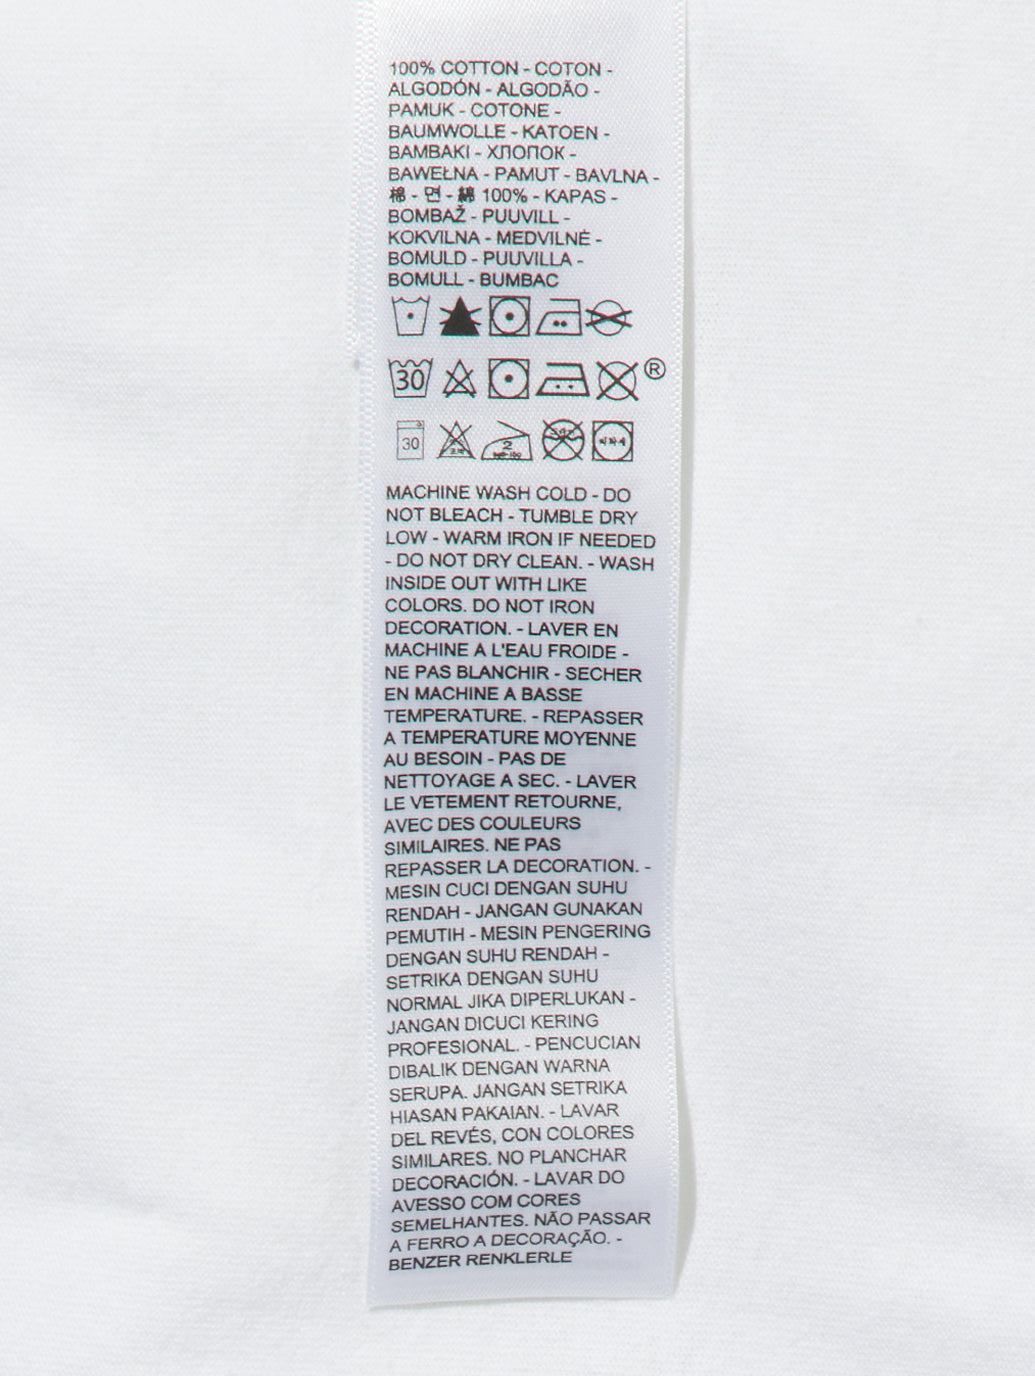 100% COTTON - COTON -
ALGODÓN - ALGODÃO -
PAMUK - COTONE -
BAUMWOLLE - KATOEN -
BAMBAKI - ХЛОПОК -
BAWEŁNA - PAMUT - BAVLNA -
棉 - 면 - 綿 100% - KAPAS -
BOMBAŽ - PUUVILL -
KOKVILNA - MEDVILNĖ -
BOMULD - PUUVILLA -
BOMULL - BUMBAC
30 ®
30 2
MACHINE WASH COLD - DO
NOT BLEACH - TUMBLE DRY
LOW - WARM IRON IF NEEDED
- DO NOT DRY CLEAN. - WASH
INSIDE OUT WITH LIKE
COLORS. DO NOT IRON
DECORATION. - LAVER EN
MACHINE A L'EAU FROIDE -
NE PAS BLANCHIR - SECHER
EN MACHINE A BASSE
TEMPERATURE. - REPASSER
A TEMPERATURE MOYENNE
AU BESOIN - PAS DE
NETTOYAGE A SEC. - LAVER
LE VETEMENT RETOURNE,
AVEC DES COULEURS
SIMILAIRES. NE PAS
REPASSER LA DECORATION. -
MESIN CUCI DENGAN SUHU
RENDAH - JANGAN GUNAKAN
PEMUTIH - MESIN PENGERING
DENGAN SUHU RENDAH -
SETRIKA DENGAN SUHU
NORMAL JIKA DIPERLUKAN -
JANGAN DICUCI KERING
PROFESIONAL. - PENCUCIAN
DIBALIK DENGAN WARNA
SERUPA. JANGAN SETRIKA
HIASAN PAKAIAN. - LAVAR
DEL REVÉS, CON COLORES
SIMILARES. NO PLANCHAR
DECORACIÓN. - LAVAR DO
AVESSO COM CORES
SEMELHANTES. NÃO PASSAR
A FERRO A DECORAÇÃO. -
BENZER RENKLERLE